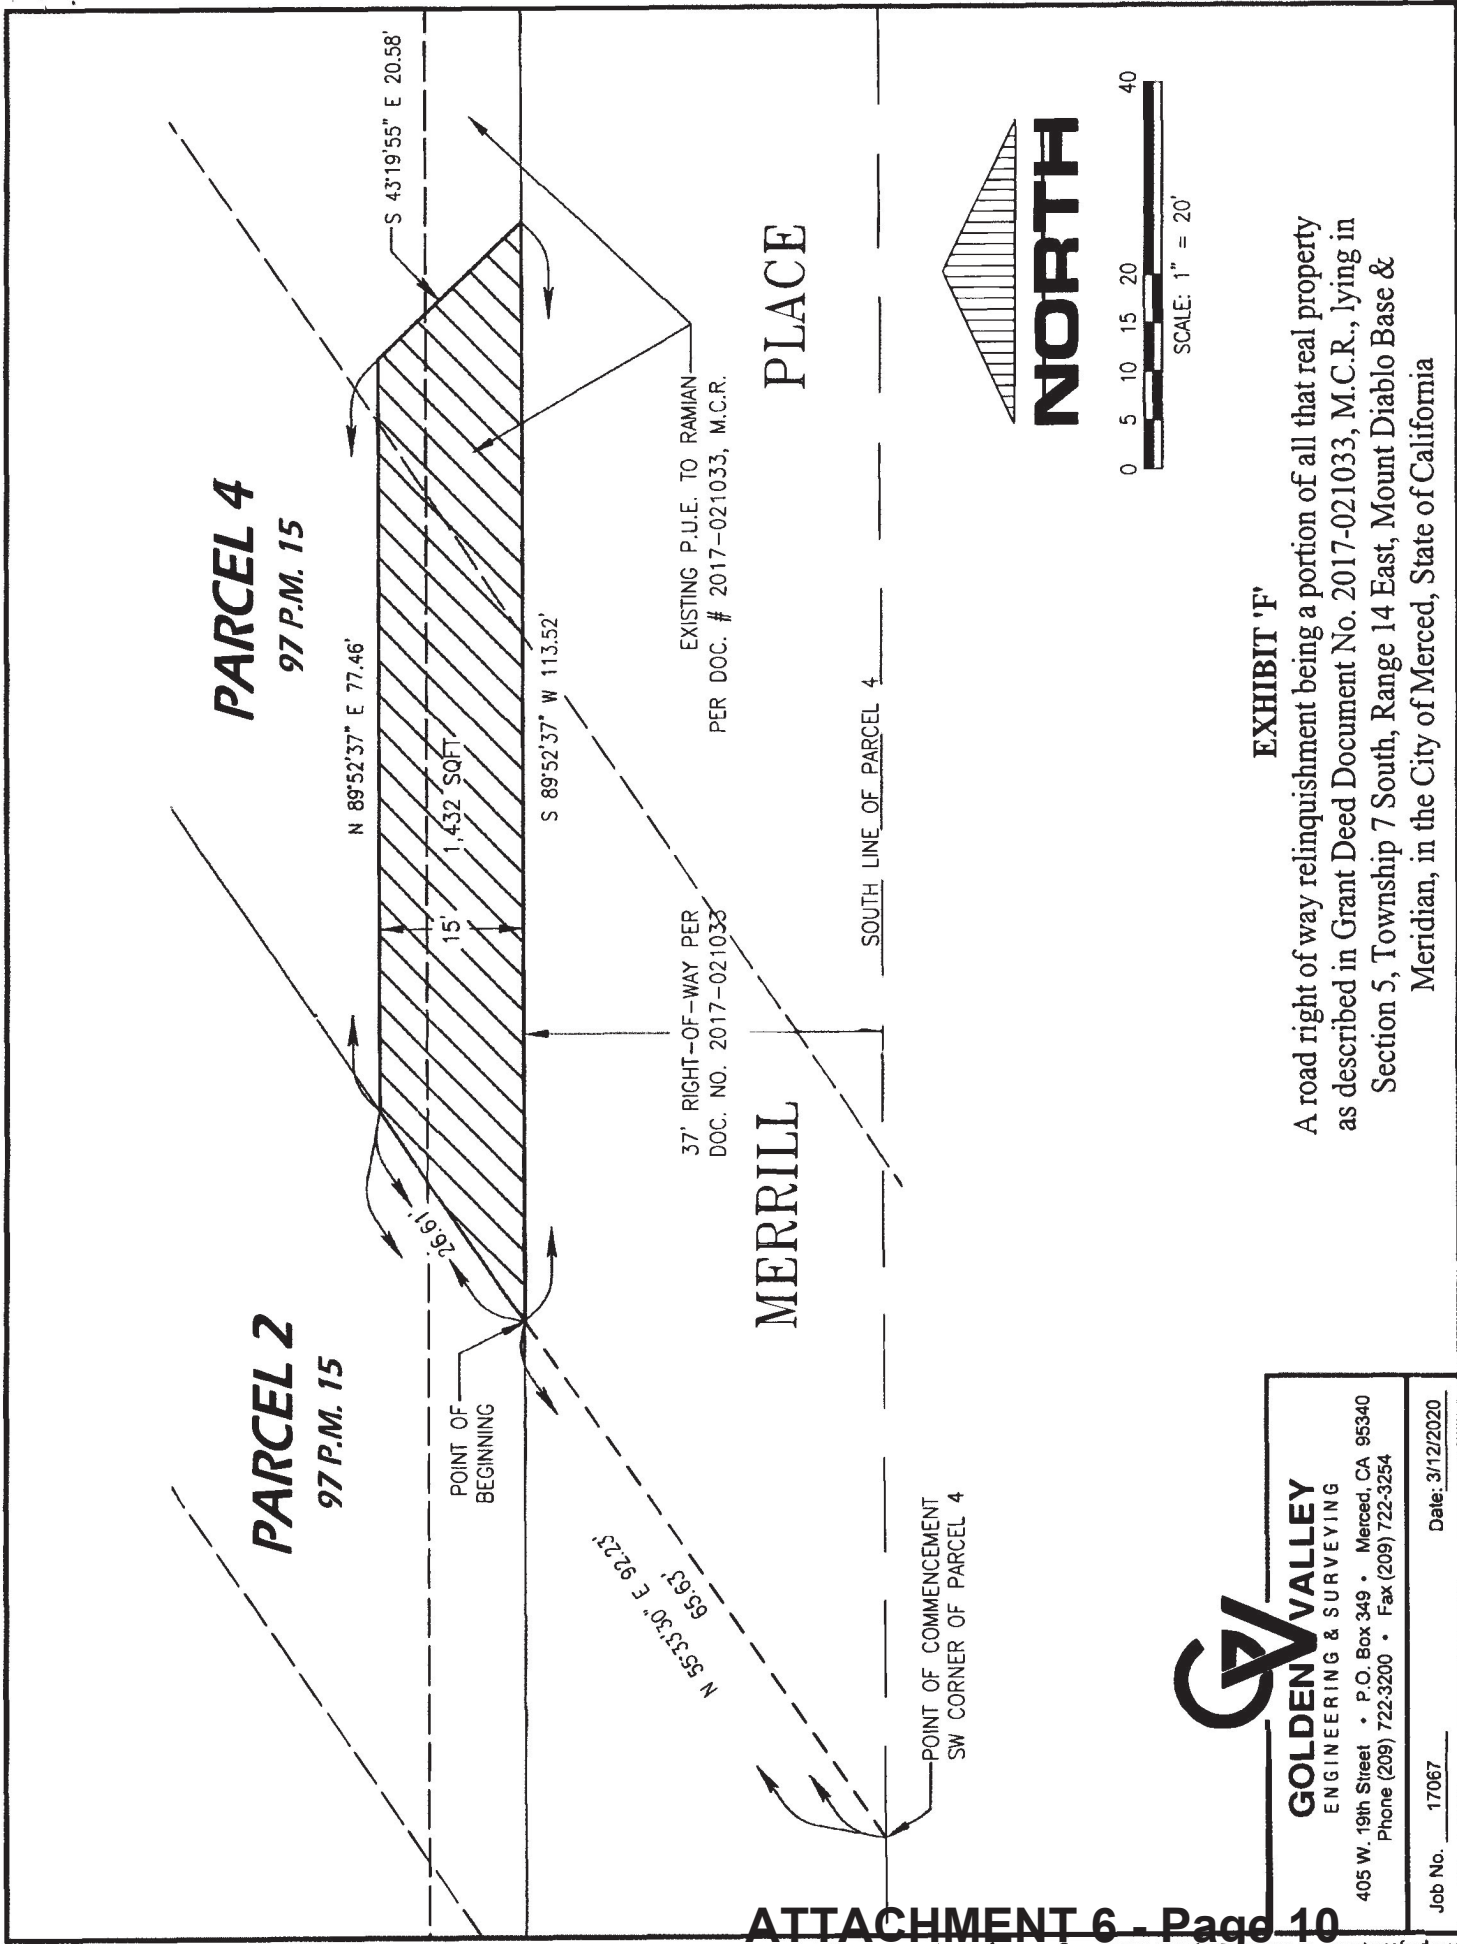 PARCEL 2
97 P.M. 15
PARCEL 4
97 P.M. 15
S 43°19'55" E 20.58'
N 89°52'37" E 77.46'
1,432 SQFT
15'
26.61'
S 89°52'37" W 113.52'
POINT OF
BEGINNING
EXISTING P.U.E. TO RAMIAN
PER DOC. # 2017-021033, M.C.R.
37' RIGHT-OF-WAY PER
DOC. NO. 2017-021033
N 55°33'30" E 92.23'
65.63'
MERRILL PLACE
SOUTH LINE OF PARCEL 4
POINT OF COMMENCEMENT
SW CORNER OF PARCEL 4
NORTH
0 5 10 15 20 40
SCALE: 1" = 20'
EXHIBIT 'F'
A road right of way relinquishment being a portion of all that real property
as described in Grant Deed Document No. 2017-021033, M.C.R., lying in
Section 5, Township 7 South, Range 14 East, Mount Diablo Base &
Meridian, in the City of Merced, State of California
GV
GOLDEN VALLEY
ENGINEERING & SURVEYING
405 W. 19th Street • P.O. Box 349 • Merced, CA 95340
Phone (209) 722-3200 • Fax (209) 722-3254
Job No. 17067 Date: 3/12/2020
ATTACHMENT 6 - Page 10